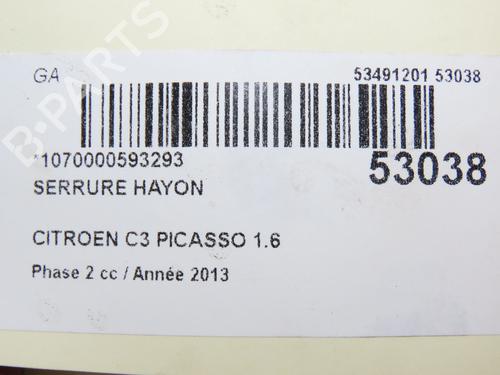 GA 53491201 53038
*1070000593293 53038
SERRURE HAYON
CITROEN C3 PICASSO 1.6
Phase 2 cc / Année 2013
B-PARTS